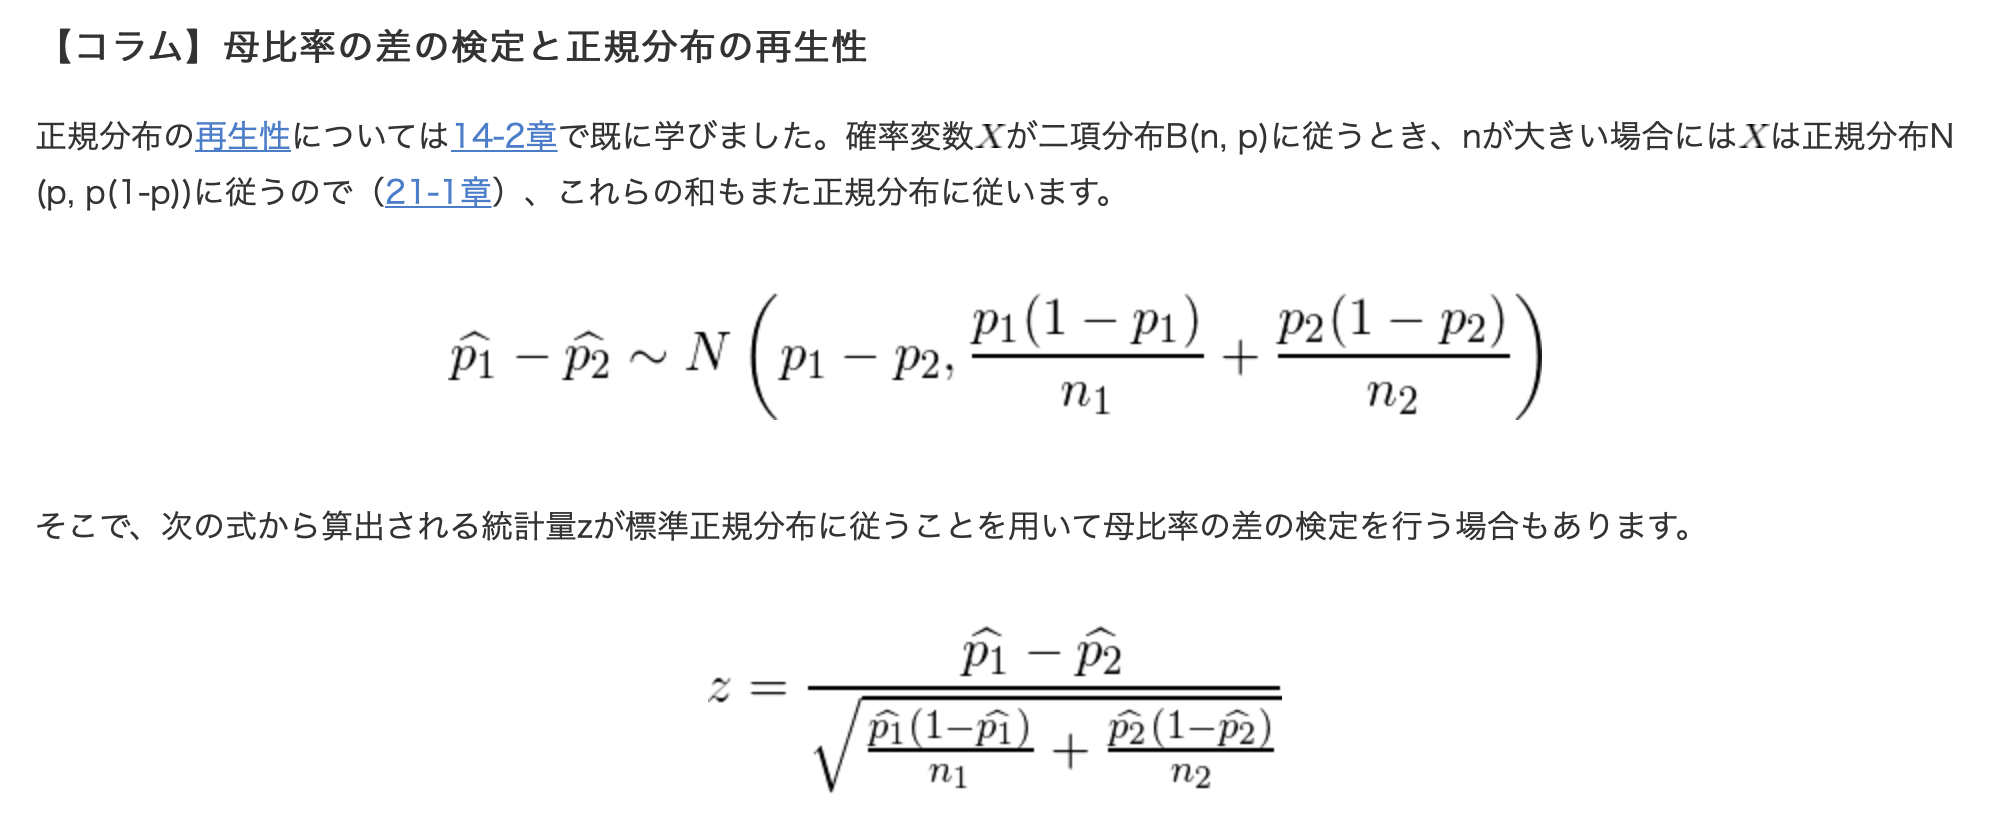 【コラム】母比率の差の検定と正規分布の再生性
正規分布の再生性については14-2章で既に学びました。確率変数Xが二項分布B(n, p)に従うとき、nが大きい場合にはXは正規分布N
(p, p(1-p))に従うので（21-1章）、これらの和もまた正規分布に従います。
$\widehat{p_1} - \widehat{p_2} \sim N\left(p_1 - p_2, \frac{p_1(1-p_1)}{n_1} + \frac{p_2(1-p_2)}{n_2}\right)$
そこで、次の式から算出される統計量zが標準正規分布に従うことを用いて母比率の差の検定を行う場合もあります。
$z = \frac{\widehat{p_1} - \widehat{p_2}}{\sqrt{\frac{\widehat{p_1}(1-\widehat{p_1})}{n_1} + \frac{\widehat{p_2}(1-\widehat{p_2})}{n_2}}}$